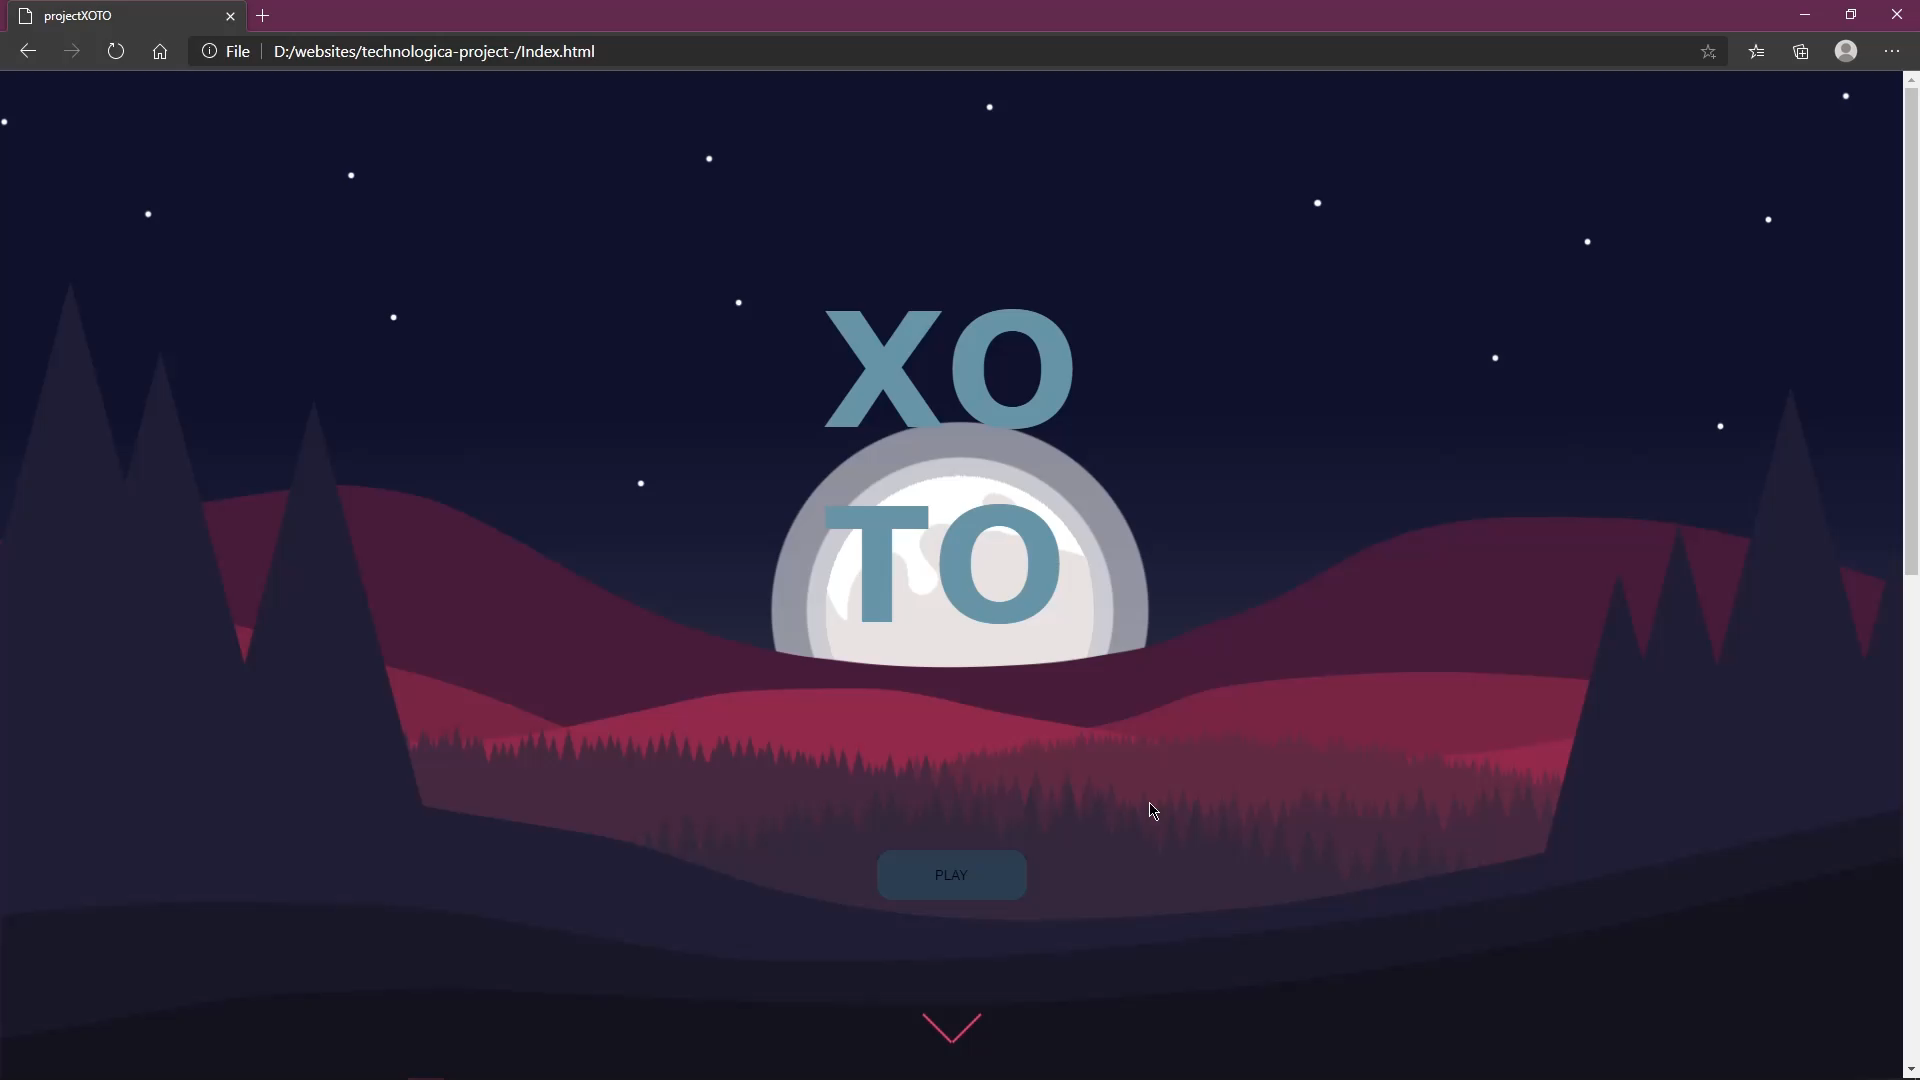 projectXOTO
File
D:/websites/technologica-project-/Index.html
XO
TO
PLAY